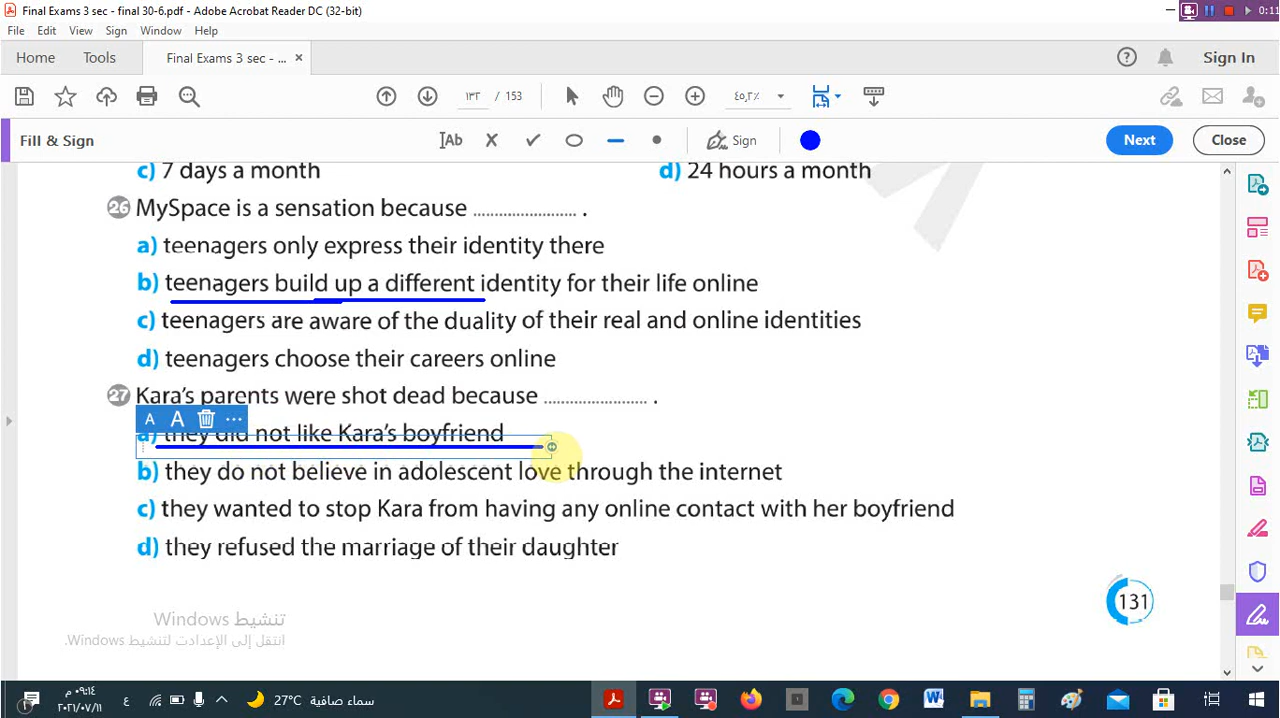 Final Exams 3 sec - final 30-6.pdf - Adobe Acrobat Reader DC (32-bit)
0:11
File Edit View Sign Window Help
Home Tools Final Exams 3 sec - ... × Sign In
١٣٢ / 153 ٤٥,٢٪
Fill & Sign Ab Sign Next Close
c) 7 days a month d) 24 hours a month
26 MySpace is a sensation because ...................... .
a) teenagers only express their identity there
b) teenagers build up a different identity for their life online
c) teenagers are aware of the duality of their real and online identities
d) teenagers choose their careers online
27 Kara's parents were shot dead because ...................... .
A A ...
a) they did not like Kara's boyfriend
b) they do not believe in adolescent love through the internet
c) they wanted to stop Kara from having any online contact with her boyfriend
d) they refused the marriage of their daughter
131
تنشيط Windows
انتقل إلى الإعدادت لتنشيط Windows.
٠٩:١٤ م
٢٠٢١/٠٧/١١
ع
27°C سماء صافية